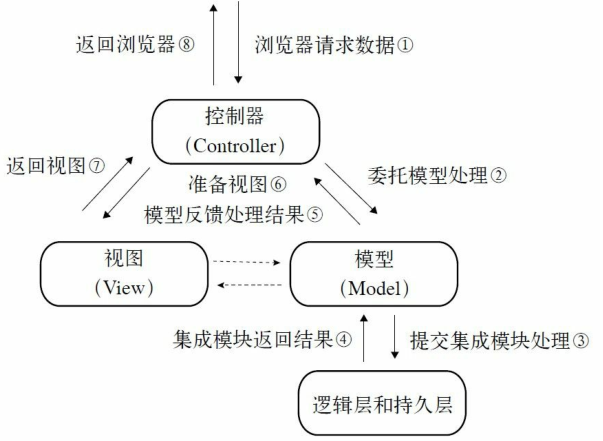 返回浏览器⑧
浏览器请求数据①
控制器
(Controller)
返回视图⑦
准备视图⑥
委托模型处理②
模型反馈处理结果⑤
视图
(View)
模型
(Model)
集成模块返回结果④
提交集成模块处理③
逻辑层和持久层